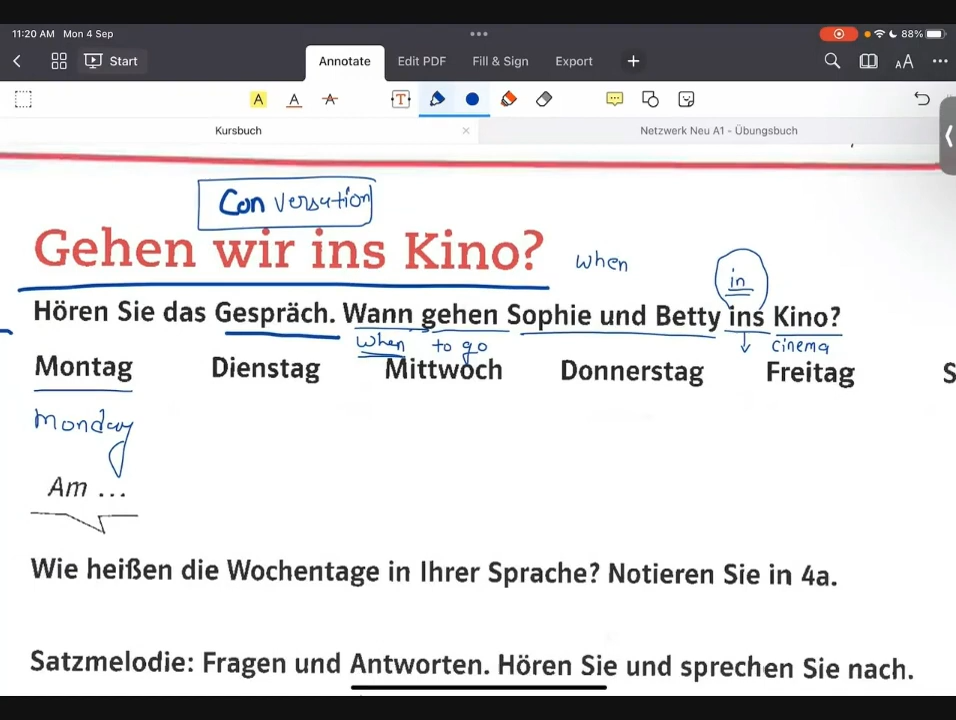 11:20 AM Mon 4 Sep 88%
Start Annotate Edit PDF Fill & Sign Export
A A A T AA
Kursbuch Netzwerk Neu A1 - Übungsbuch
Conversation
Gehen wir ins Kino?
when
in
Hören Sie das Gespräch. Wann gehen Sophie und Betty ins Kino?
when to go cinema
Montag Dienstag Mittwoch Donnerstag Freitag S
Monday
Am ...
Wie heißen die Wochentage in Ihrer Sprache? Notieren Sie in 4a.
Satzmelodie: Fragen und Antworten. Hören Sie und sprechen Sie nach.